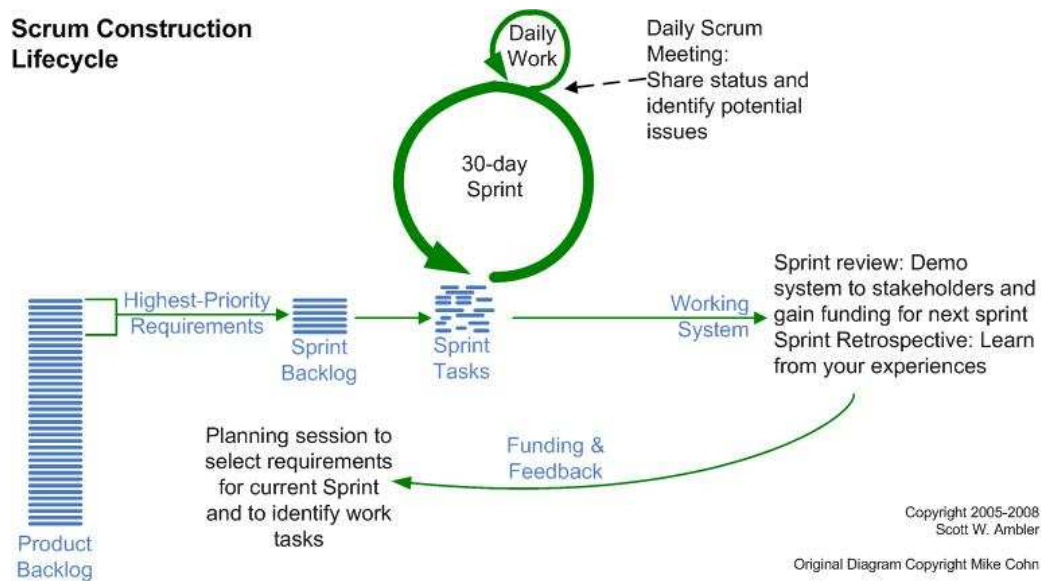 Scrum Construction
Lifecycle
Daily
Work
Daily Scrum
Meeting:
Share status and
identify potential
issues
30-day
Sprint
Highest-Priority
Requirements
Sprint
Backlog
Sprint
Tasks
Working
System
Sprint review: Demo
system to stakeholders and
gain funding for next sprint
Sprint Retrospective: Learn
from your experiences
Planning session to
select requirements
for current Sprint
and to identify work
tasks
Funding &
Feedback
Product
Backlog
Copyright 2005-2008
Scott W. Ambler
Original Diagram Copyright Mike Cohn